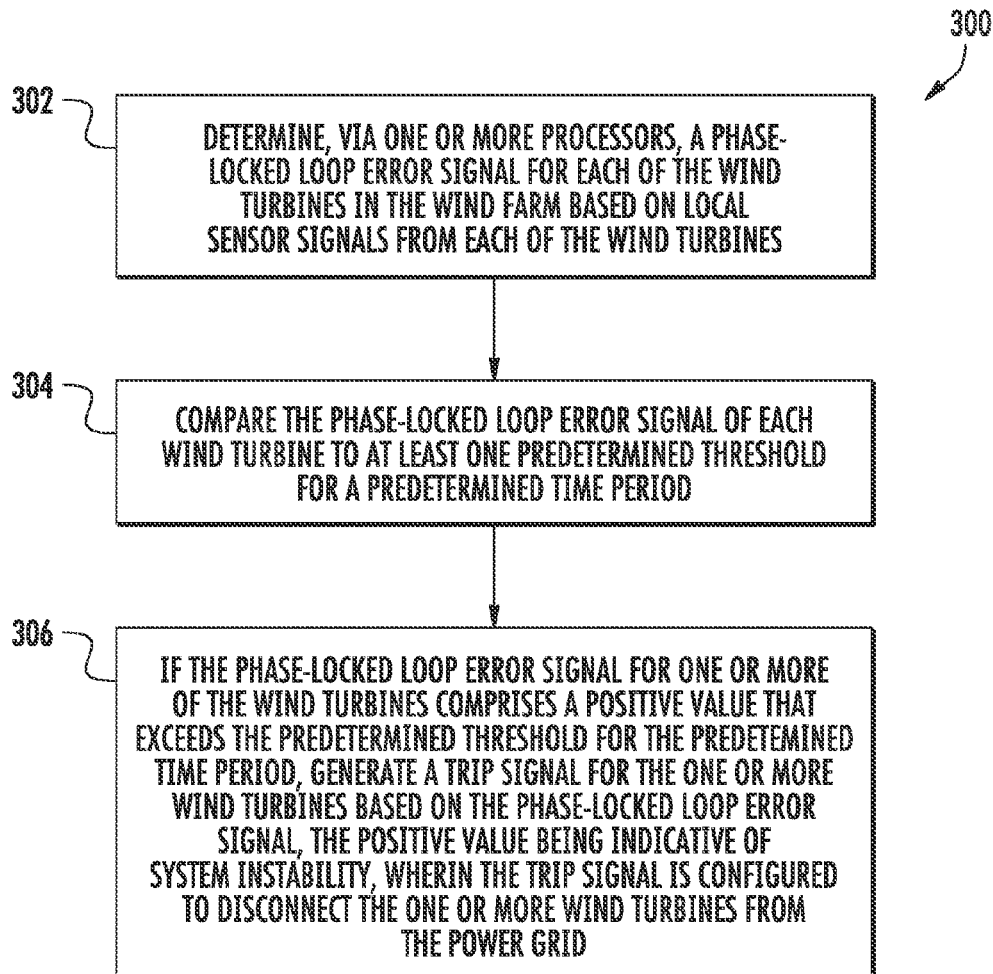 300
302
DETERMINE, VIA ONE OR MORE PROCESSORS, A PHASE-
LOCKED LOOP ERROR SIGNAL FOR EACH OF THE WIND
TURBINES IN THE WIND FARM BASED ON LOCAL
SENSOR SIGNALS FROM EACH OF THE WIND TURBINES
304
COMPARE THE PHASE-LOCKED LOOP ERROR SIGNAL OF EACH
WIND TURBINE TO AT LEAST ONE PREDETERMINED THRESHOLD
FOR A PREDETERMINED TIME PERIOD
306
IF THE PHASE-LOCKED LOOP ERROR SIGNAL FOR ONE OR MORE
OF THE WIND TURBINES COMPRISES A POSITIVE VALUE THAT
EXCEEDS THE PREDETERMINED THRESHOLD FOR THE PREDETEMINED
TIME PERIOD, GENERATE A TRIP SIGNAL FOR THE ONE OR MORE
WIND TURBINES BASED ON THE PHASE-LOCKED LOOP ERROR
SIGNAL, THE POSITIVE VALUE BEING INDICATIVE OF
SYSTEM INSTABILITY, WHERIN THE TRIP SIGNAL IS CONFIGURED
TO DISCONNECT THE ONE OR MORE WIND TURBINES FROM
THE POWER GRID